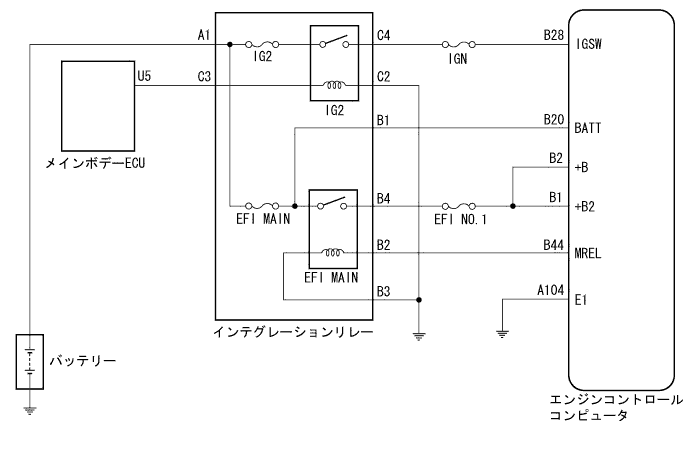 A1
C4
B28
IGSW
IG2
IGN
U5
C3
C2
IG2
メインボデーECU
B1
B20
BATT
B2
+B
B4
B1
+B2
EFI MAIN
EFI NO.1
B2
B44
MREL
EFI MAIN
B3
A104
E1
インテグレーションリレー
バッテリー
エンジンコントロール
コンピュータ